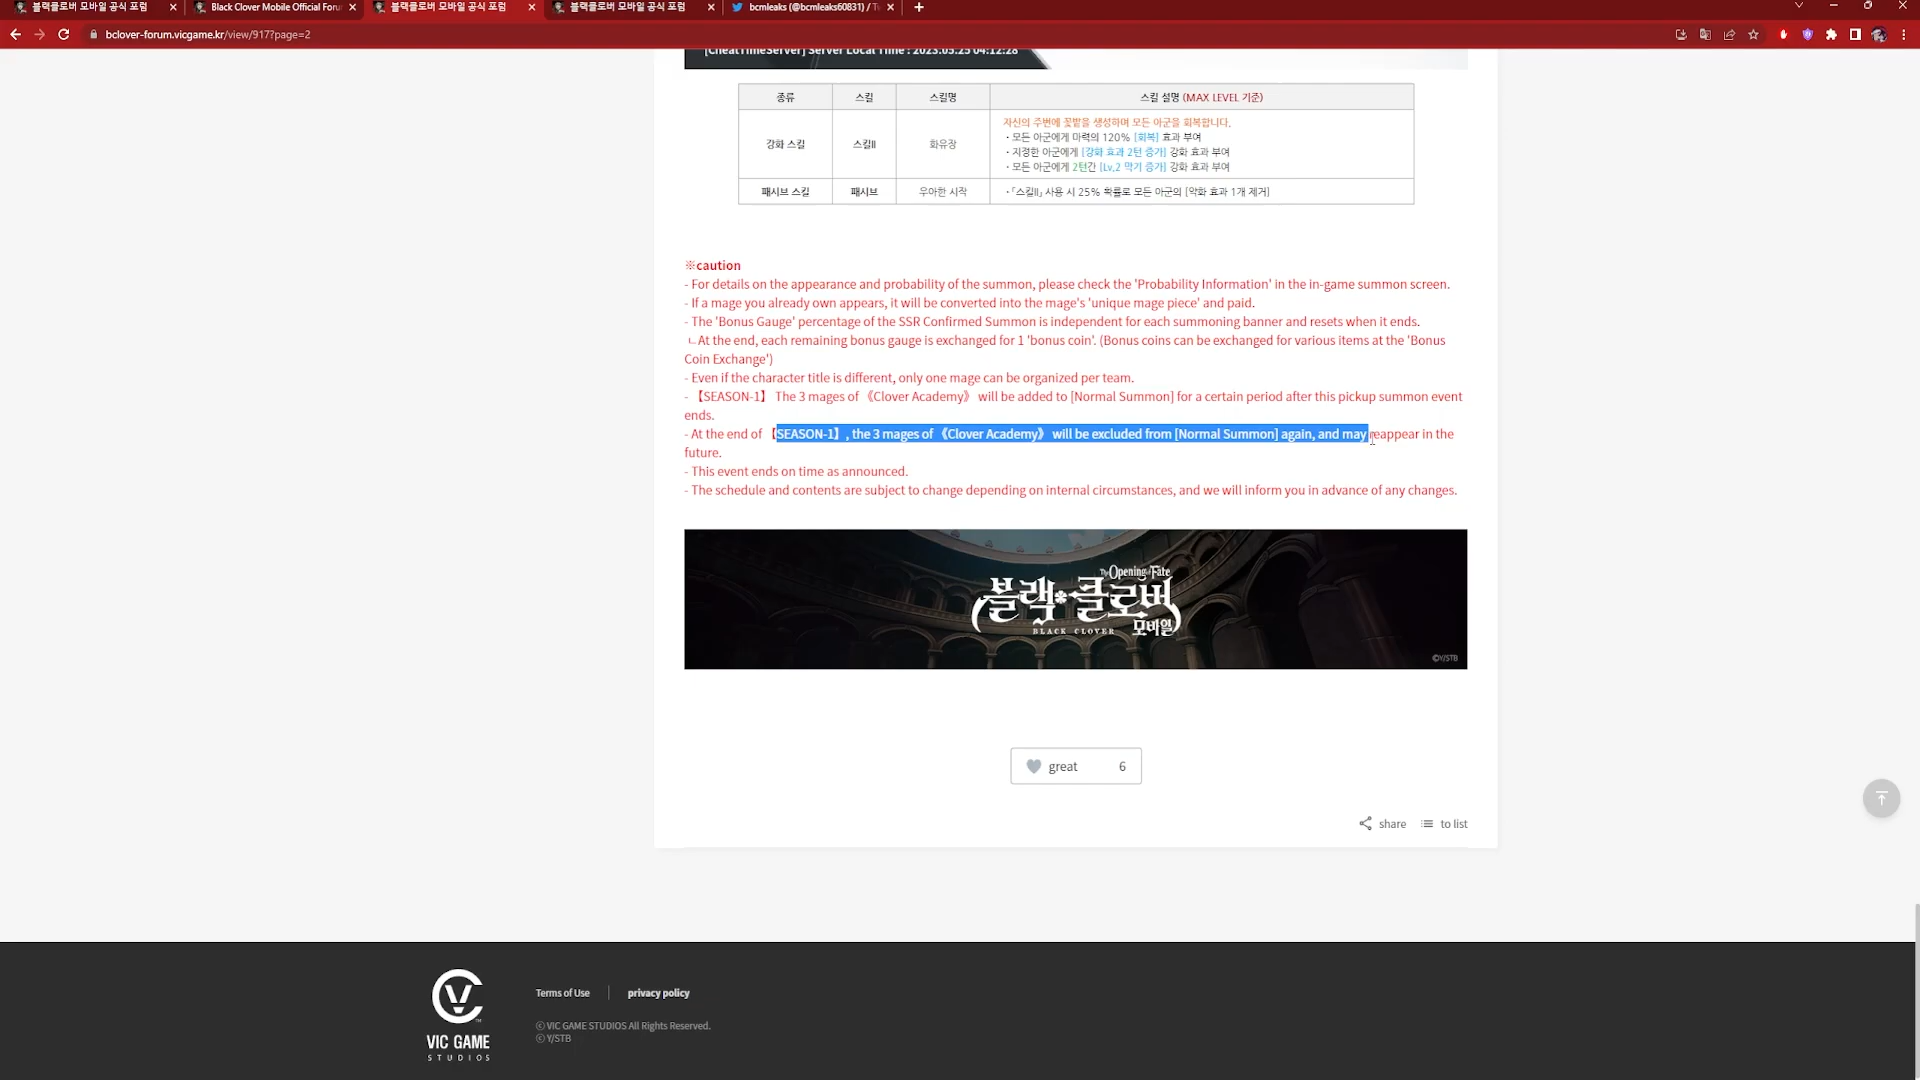 블랙클로버 모바일 공식 포럼
Black Clover Mobile Official Foru
블랙클로버 모바일 공식 포럼
블랙클로버 모바일 공식 포럼
bcmleaks (@bcmleaks60831) / T
bclover-forum.vicgame.kr/view/917?page=2
[CheatTimeServer] Server Local Time : 2023.05.25 04:12:28
종류 스킬 스킬명 스킬 설명 (MAX LEVEL 기준)
강화 스킬 스킬II 화유장
자신의 주변에 꽃밭을 생성하며 모든 아군을 회복합니다.
· 모든 아군에게 마력의 120% [회복] 효과 부여
· 지정한 아군에게 [강화 효과 2턴 증가] 강화 효과 부여
· 모든 아군에게 2턴간 [Lv.2 막기 증가] 강화 효과 부여
패시브 스킬 패시브 우아한 시작 · 「스킬II」 사용 시 25% 확률로 모든 아군의 [약화 효과 1개 제거]
※caution
- For details on the appearance and probability of the summon, please check the 'Probability Information' in the in-game summon screen.
- If a mage you already own appears, it will be converted into the mage's 'unique mage piece' and paid.
- The 'Bonus Gauge' percentage of the SSR Confirmed Summon is independent for each summoning banner and resets when it ends.
ㄴAt the end, each remaining bonus gauge is exchanged for 1 'bonus coin'. (Bonus coins can be exchanged for various items at the 'Bonus
Coin Exchange')
- Even if the character title is different, only one mage can be organized per team.
- 【SEASON-1】 The 3 mages of 《Clover Academy》 will be added to [Normal Summon] for a certain period after this pickup summon event
ends.
- At the end of 【SEASON-1】, the 3 mages of 《Clover Academy》 will be excluded from [Normal Summon] again, and may reappear in the
future.
- This event ends on time as announced.
- The schedule and contents are subject to change depending on internal circumstances, and we will inform you in advance of any changes.
The Opening of Fate
블랙클로버
BLACK CLOVER 모바일
©Y/STB
great 6
share to list
VIC GAME
STUDIOS
Terms of Use | privacy policy
ⓒ VIC GAME STUDIOS All Rights Reserved.
ⓒ Y/STB